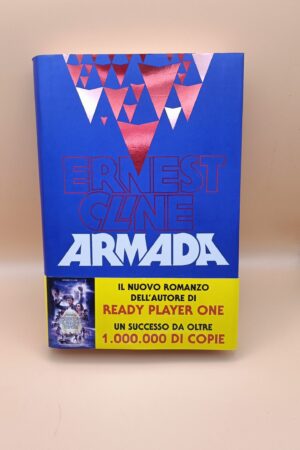 ERNEST
CLINE
ARMADA
IL NUOVO ROMANZO
DELL'AUTORE DI
READY PLAYER ONE
UN SUCCESSO DA OLTRE
1.000.000 DI COPIE